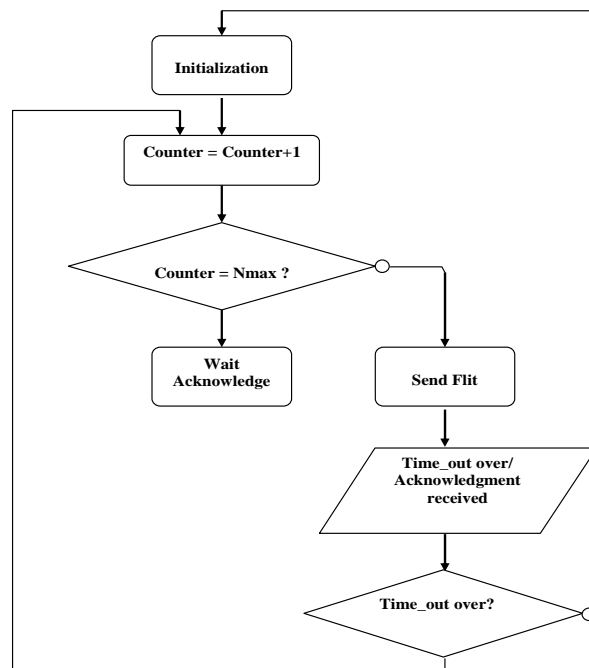 Initialization
Counter = Counter+1
Counter = Nmax ?
Wait
Acknowledge
Send Flit
Time_out over/
Acknowledgment
received
Time_out over?